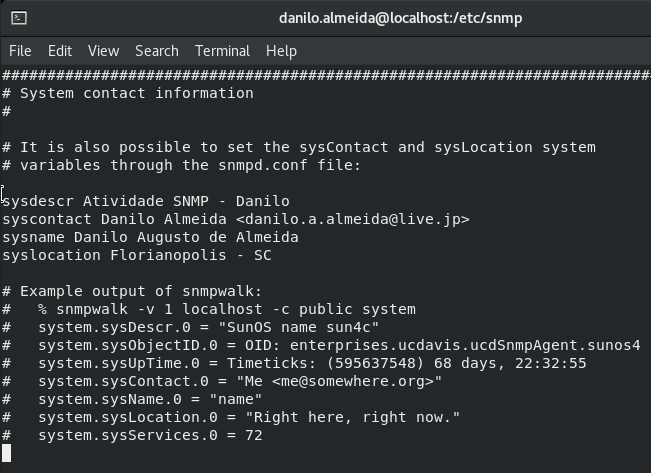 danilo.almeida@localhost:/etc/snmp
File Edit View Search Terminal Help
########################################################################
# System contact information
#
# It is also possible to set the sysContact and sysLocation system
# variables through the snmpd.conf file:
sysdescr Atividade SNMP - Danilo
syscontact Danilo Almeida <danilo.a.almeida@live.jp>
sysname Danilo Augusto de Almeida
syslocation Florianopolis - SC
# Example output of snmpwalk:
#   % snmpwalk -v 1 localhost -c public system
#   system.sysDescr.0 = "SunOS name sun4c"
#   system.sysObjectID.0 = OID: enterprises.ucdavis.ucdSnmpAgent.sunos4
#   system.sysUpTime.0 = Timeticks: (595637548) 68 days, 22:32:55
#   system.sysContact.0 = "Me <me@somewhere.org>"
#   system.sysName.0 = "name"
#   system.sysLocation.0 = "Right here, right now."
#   system.sysServices.0 = 72